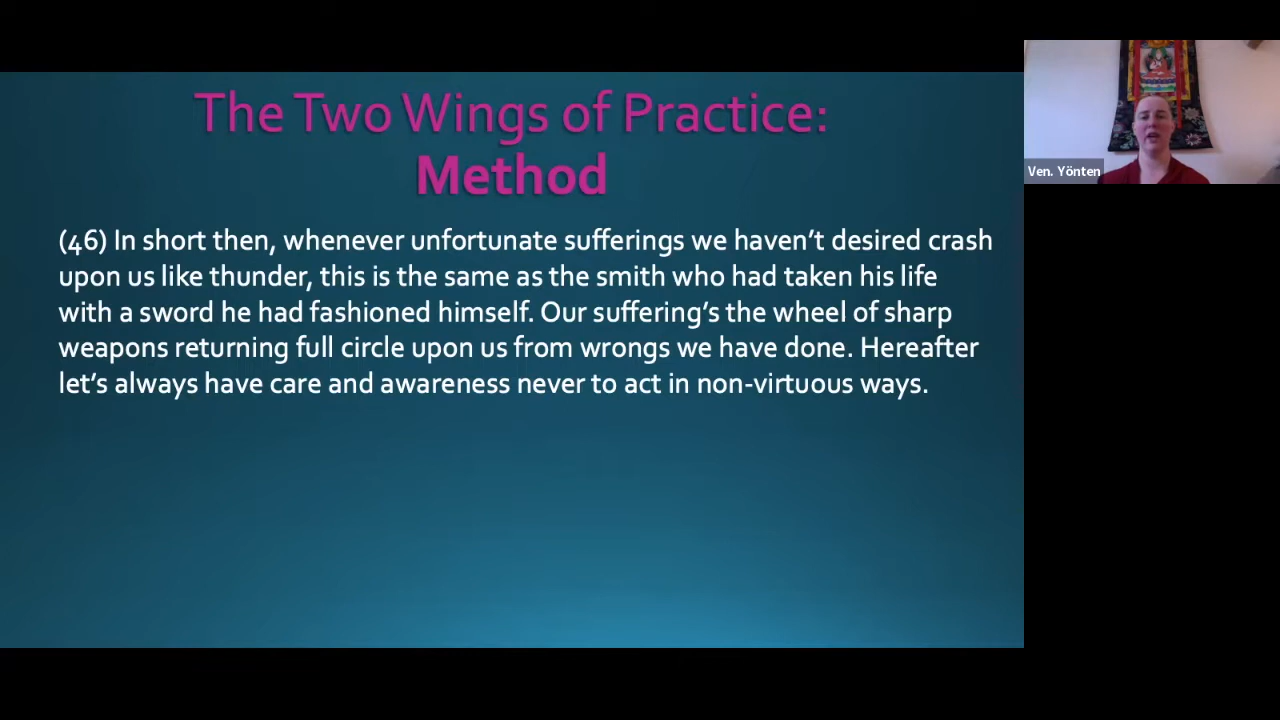 The Two Wings of Practice:
Method
(46) In short then, whenever unfortunate sufferings we haven’t desired crash
upon us like thunder, this is the same as the smith who had taken his life
with a sword he had fashioned himself. Our suffering’s the wheel of sharp
weapons returning full circle upon us from wrongs we have done. Hereafter
let’s always have care and awareness never to act in non-virtuous ways.
Ven. Yönten